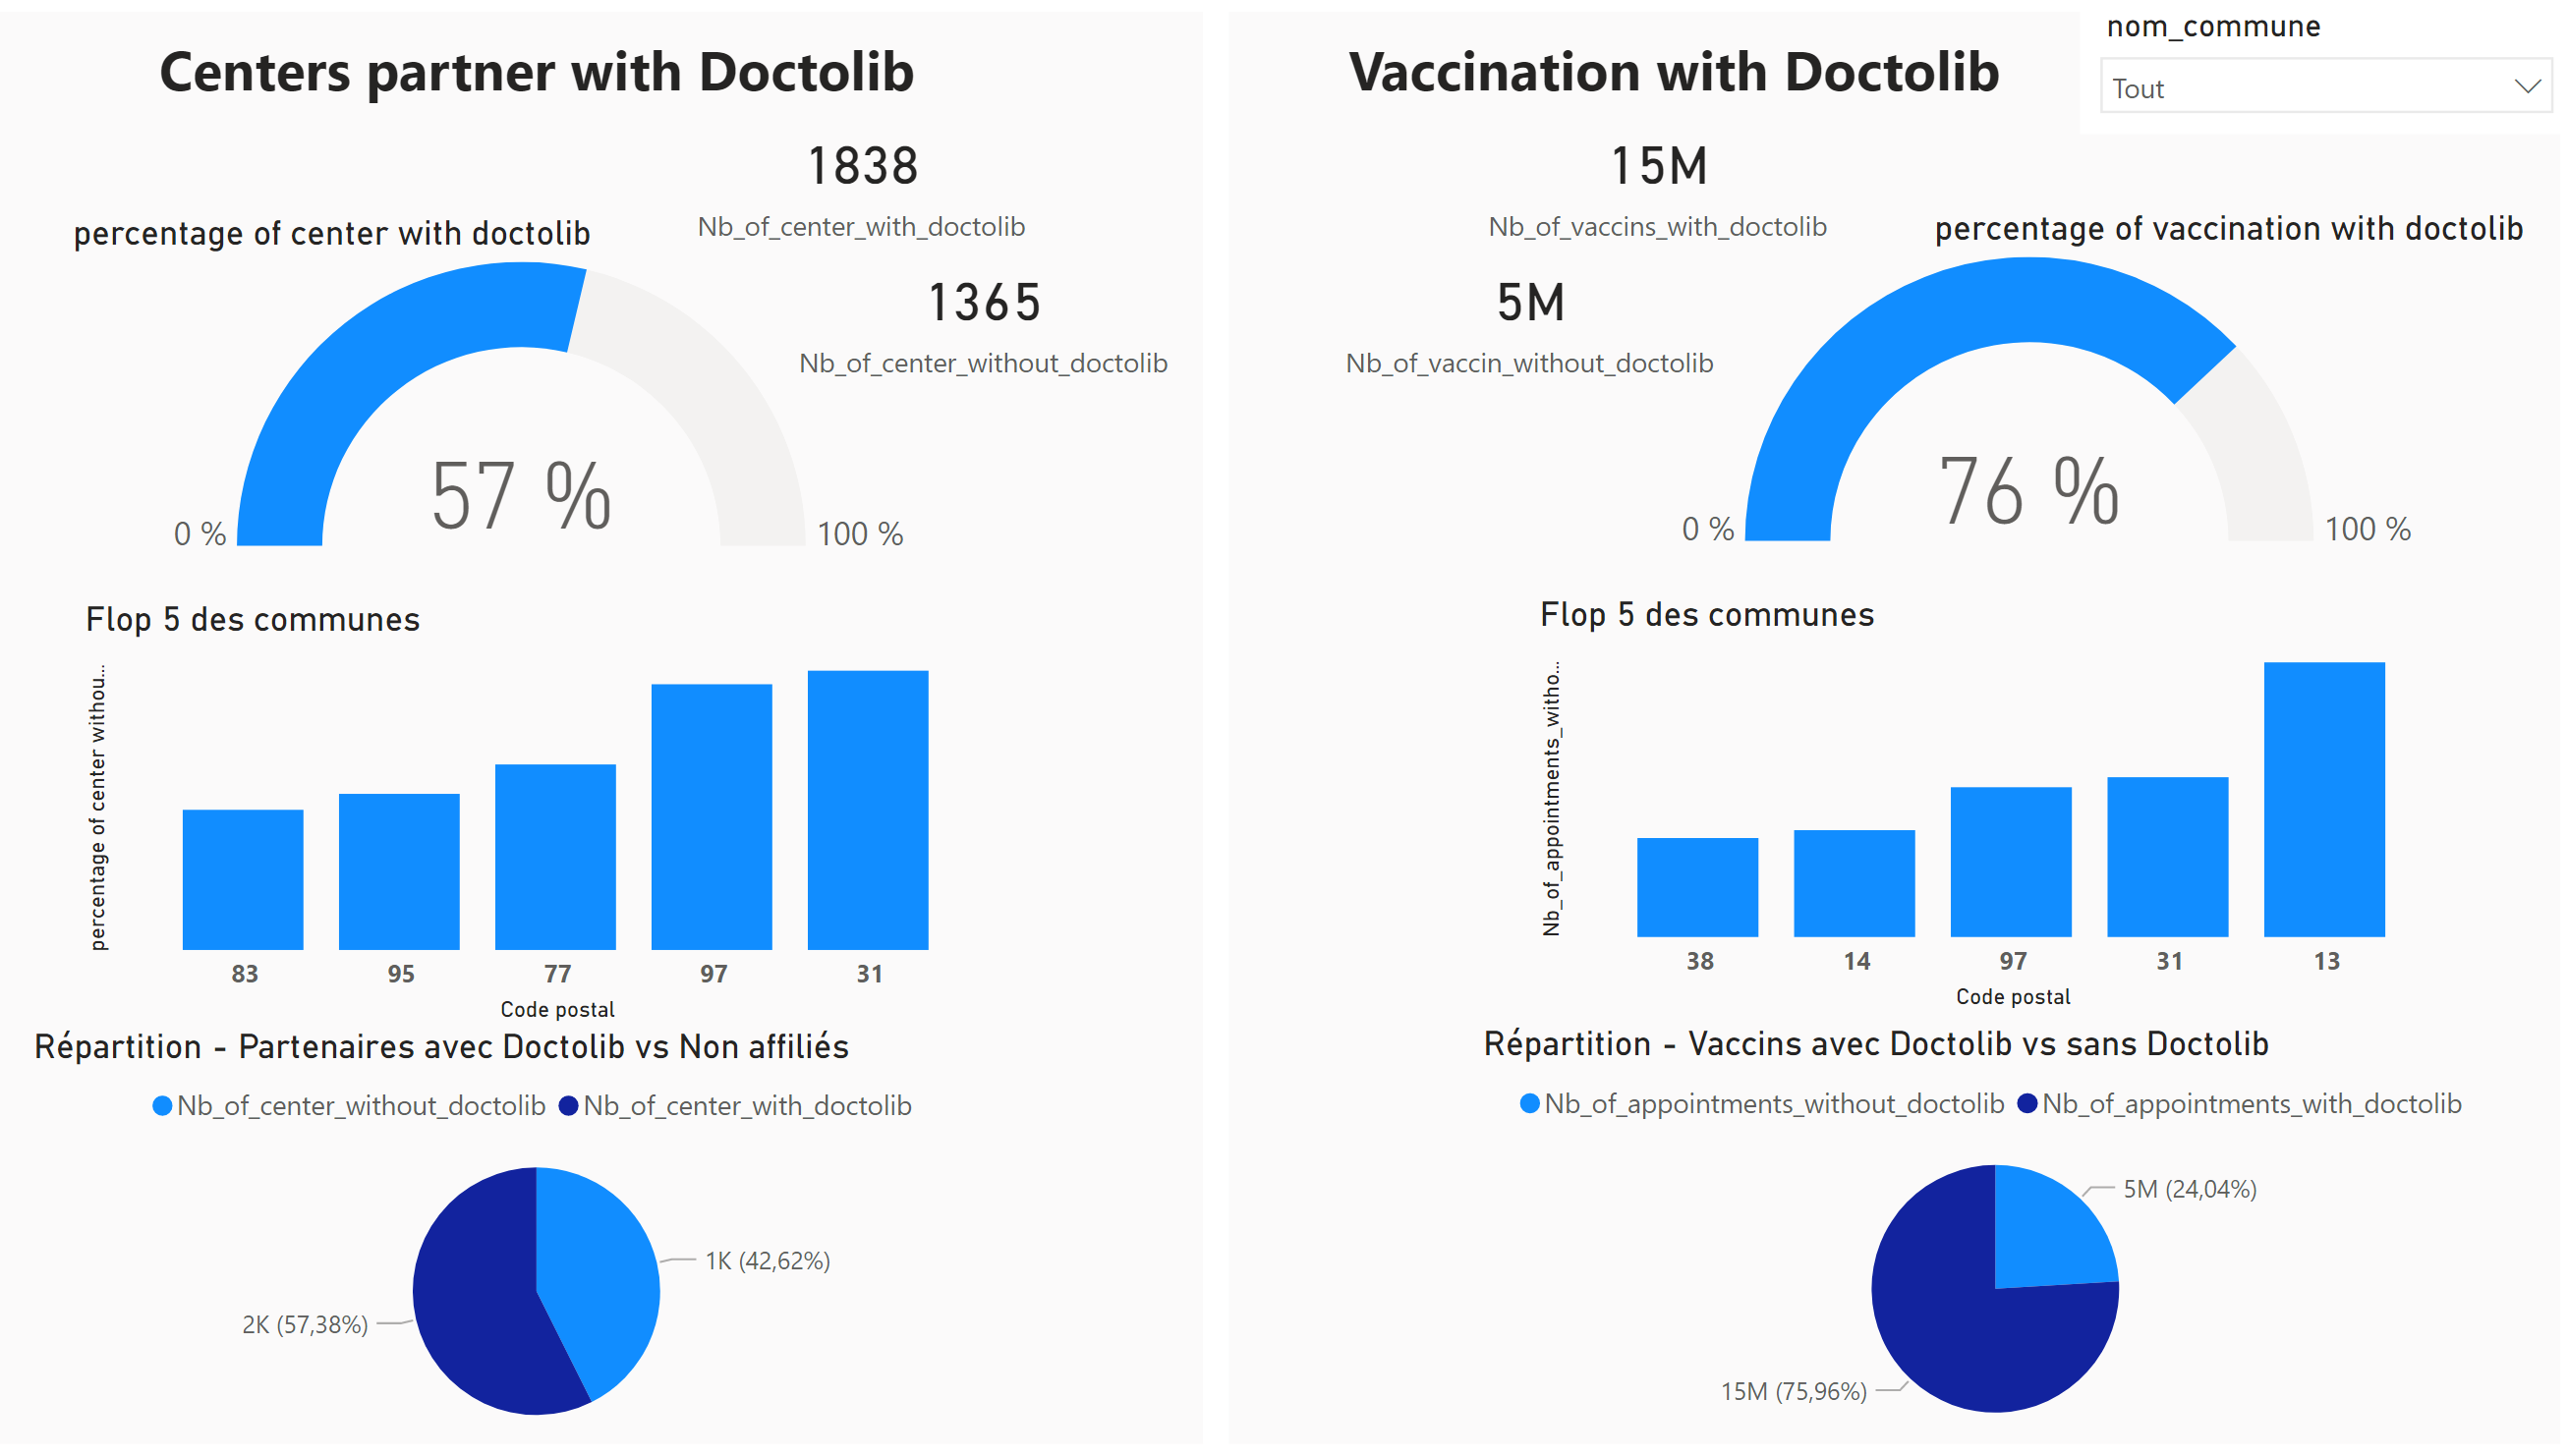 Centers partner with Doctolib
1838
Nb_of_center_with_doctolib
percentage of center with doctolib
1365
Nb_of_center_without_doctolib
57 %
0 %
100 %
Flop 5 des communes
percentage of center withou...
83
95
77
97
31
Code postal
Répartition - Partenaires avec Doctolib vs Non affiliés
Nb_of_center_without_doctolib
Nb_of_center_with_doctolib
1K (42,62%)
2K (57,38%)
Vaccination with Doctolib
nom_commune
Tout
15M
Nb_of_vaccins_with_doctolib
percentage of vaccination with doctolib
5M
Nb_of_vaccin_without_doctolib
76 %
0 %
100 %
Flop 5 des communes
Nb_of_appointments_witho...
38
14
97
31
13
Code postal
Répartition - Vaccins avec Doctolib vs sans Doctolib
Nb_of_appointments_without_doctolib
Nb_of_appointments_with_doctolib
5M (24,04%)
15M (75,96%)